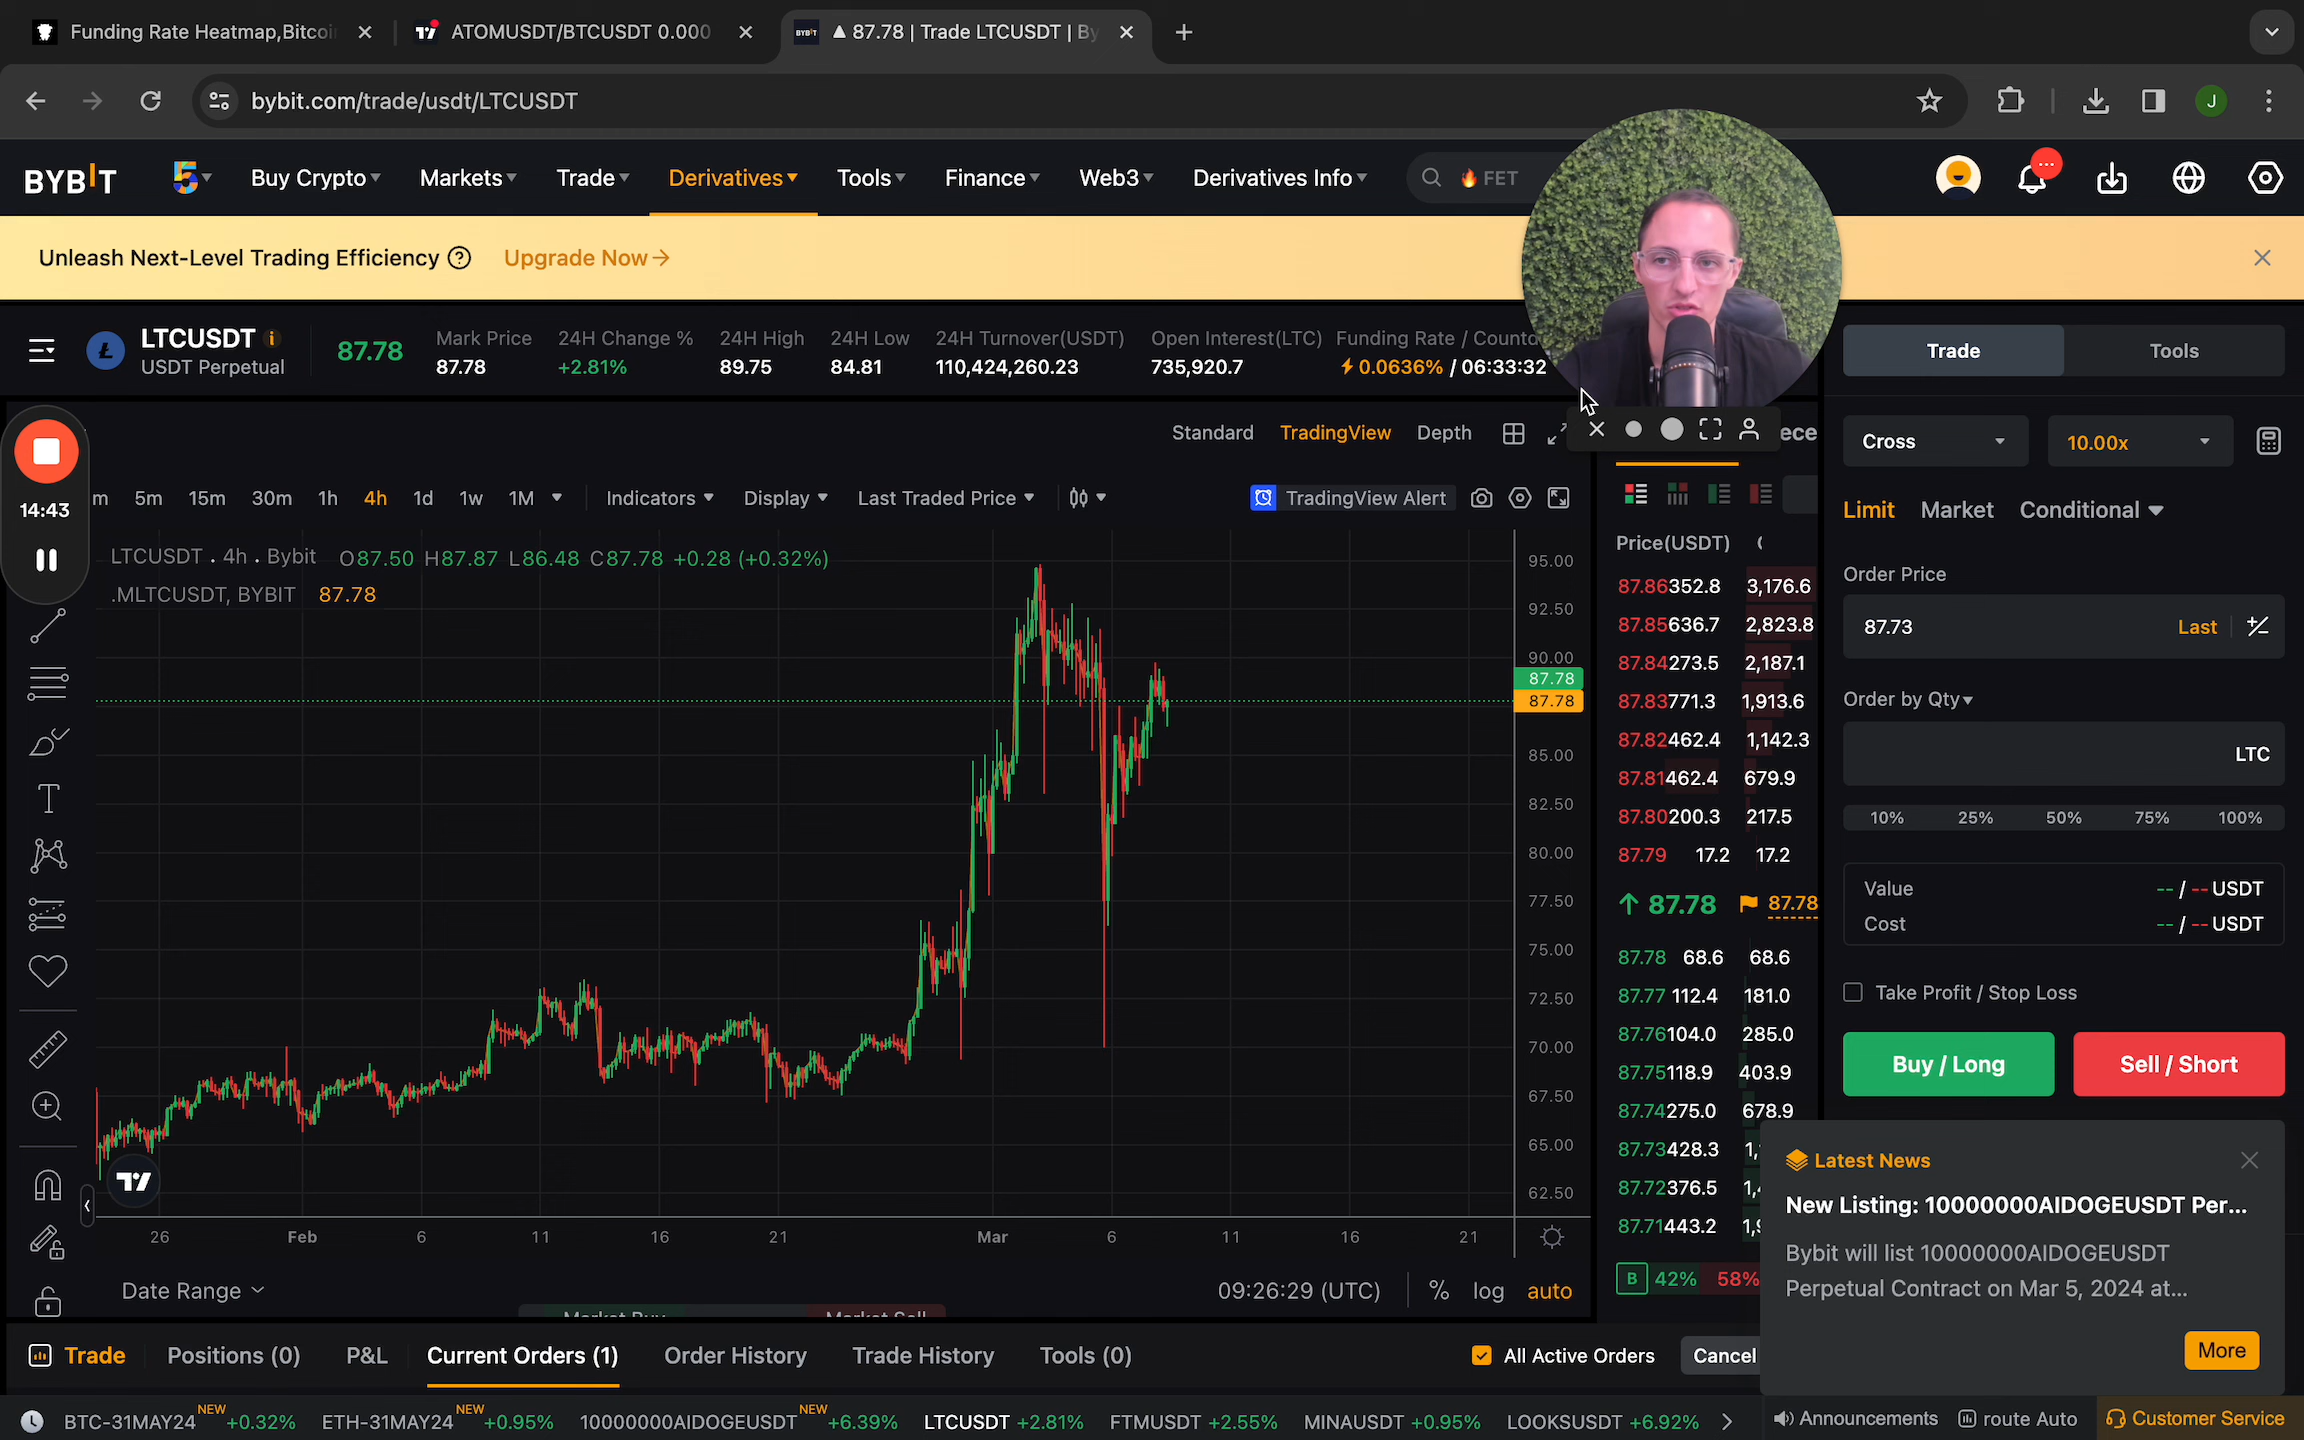 Funding Rate Heatmap,Bitcoi
ATOMUSDT/BTCUSDT 0.000
▲ 87.78 | Trade LTCUSDT | By
bybit.com/trade/usdt/LTCUSDT
J
BYBIT
5
Buy Crypto
Markets
Trade
Derivatives
Tools
Finance
Web3
Derivatives Info
FET
Unleash Next-Level Trading Efficiency
Upgrade Now →
LTCUSDT
USDT Perpetual
87.78
Mark Price
87.78
24H Change %
+2.81%
24H High
89.75
24H Low
84.81
24H Turnover(USDT)
110,424,260.23
Open Interest(LTC)
735,920.7
Funding Rate / Countd
0.0636% / 06:33:32
Trade
Tools
14:43
Standard
TradingView
Depth
ece
Cross
10.00x
m 5m 15m 30m 1h 4h 1d 1w 1M
Indicators
Display
Last Traded Price
TradingView Alert
Limit
Market
Conditional
LTCUSDT . 4h . Bybit O87.50 H87.87 L86.48 C87.78 +0.28 (+0.32%)
.MLTCUSDT, BYBIT 87.78
95.00
92.50
90.00
87.78
87.78
85.00
82.50
80.00
77.50
75.00
72.50
70.00
67.50
65.00
62.50
26 Feb 6 11 16 21 Mar 6 11 16 21
Date Range
09:26:29 (UTC)
% log auto
Price(USDT)
87.86 352.8 3,176.6
87.85 636.7 2,823.8
87.84 273.5 2,187.1
87.83 771.3 1,913.6
87.82 462.4 1,142.3
87.81 462.4 679.9
87.80 200.3 217.5
87.79 17.2 17.2
↑ 87.78 87.78
87.78 68.6 68.6
87.77 112.4 181.0
87.76 104.0 285.0
87.75 118.9 403.9
87.74 275.0 678.9
87.73 428.3 1,
87.72 376.5 1,
87.71 443.2
B 42% 58%
Order Price
87.73
Last
Order by Qty
LTC
10% 25% 50% 75% 100%
Value
-- / -- USDT
Cost
-- / -- USDT
Take Profit / Stop Loss
Buy / Long
Sell / Short
Latest News
New Listing: 10000000AIDOGEUSDT Per...
Bybit will list 10000000AIDOGEUSDT
Perpetual Contract on Mar 5, 2024 at...
More
Trade
Positions (0)
P&L
Current Orders (1)
Order History
Trade History
Tools (0)
All Active Orders
Cancel
BTC-31MAY24 NEW +0.32%
ETH-31MAY24 NEW +0.95%
10000000AIDOGEUSDT NEW +6.39%
LTCUSDT +2.81%
FTMUSDT +2.55%
MINAUSDT +0.95%
LOOKSUSDT +6.92%
Announcements
route Auto
Customer Service